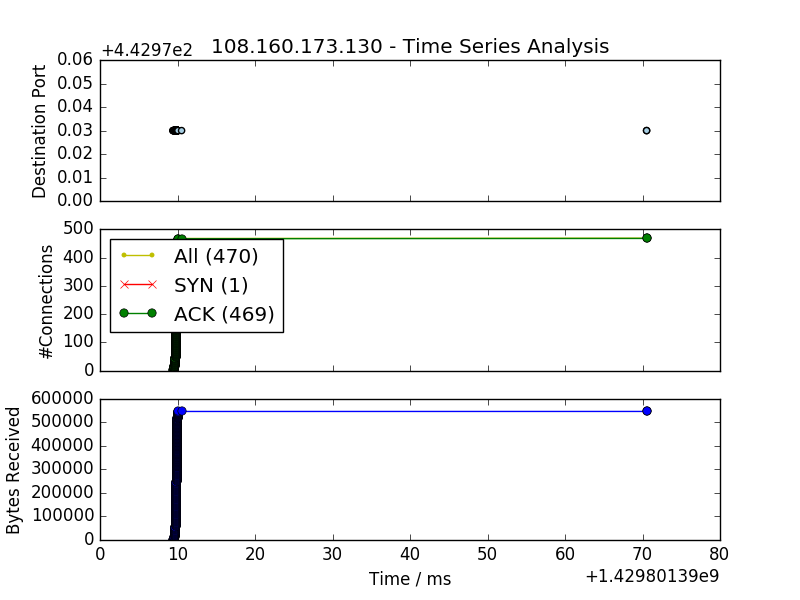 +4.4297e2 108.160.173.130 - Time Series Analysis
0.06
0.05
0.04
0.03
0.02
0.01
0.00
Destination Port
500
400
300
200
100
0
#Connections
All (470)
SYN (1)
ACK (469)
600000
500000
400000
300000
200000
100000
0
Bytes Received
0 10 20 30 40 50 60 70 80
Time / ms
+1.42980139e9